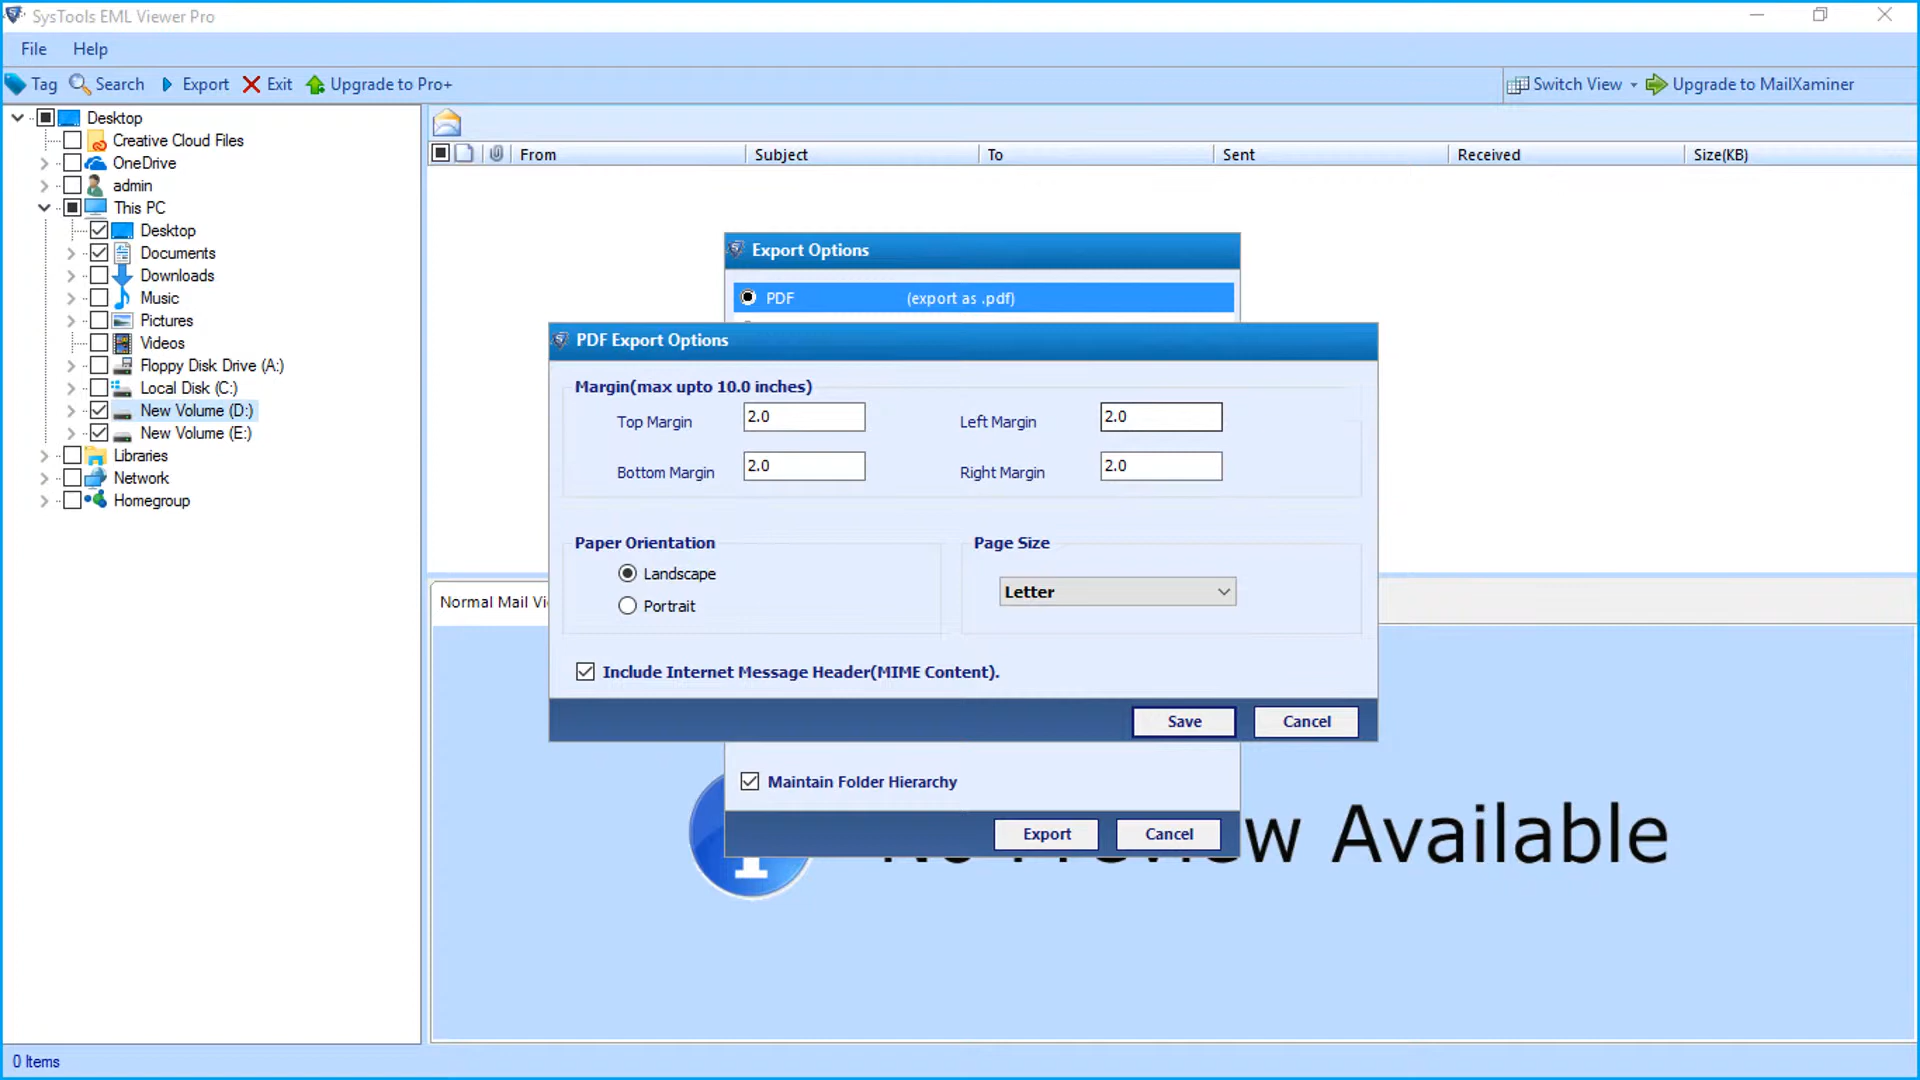 SysTools EML Viewer Pro
File Help
Tag Search Export Exit Upgrade to Pro+ Switch View Upgrade to MailXaminer
Desktop
Creative Cloud Files
OneDrive
admin
This PC
Desktop
Documents
Downloads
Music
Pictures
Videos
Floppy Disk Drive (A:)
Local Disk (C:)
New Volume (D:)
New Volume (E:)
Libraries
Network
Homegroup
From Subject To Sent Received Size(KB)
Export Options
PDF (export as .pdf)
PDF Export Options
Margin(max upto 10.0 inches)
Top Margin 2.0 Left Margin 2.0
Bottom Margin 2.0 Right Margin 2.0
Paper Orientation Page Size
Landscape
Letter
Portrait
Include Internet Message Header(MIME Content).
Save Cancel
Normal Mail Vi
Maintain Folder Hierarchy
Export Cancel
w Available
0 Items